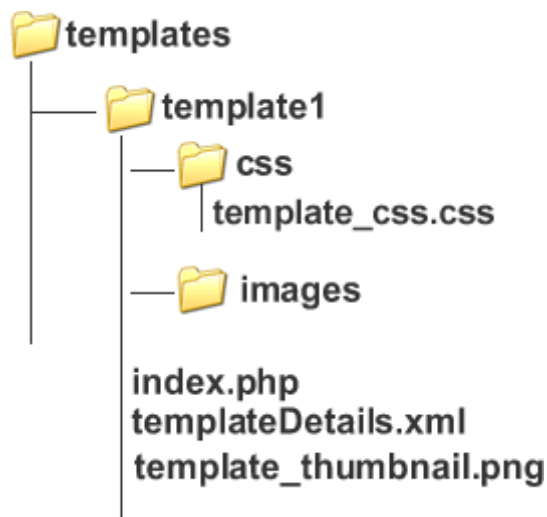 templates
template1
css
template_css.css
images
index.php
templateDetails.xml
template_thumbnail.png